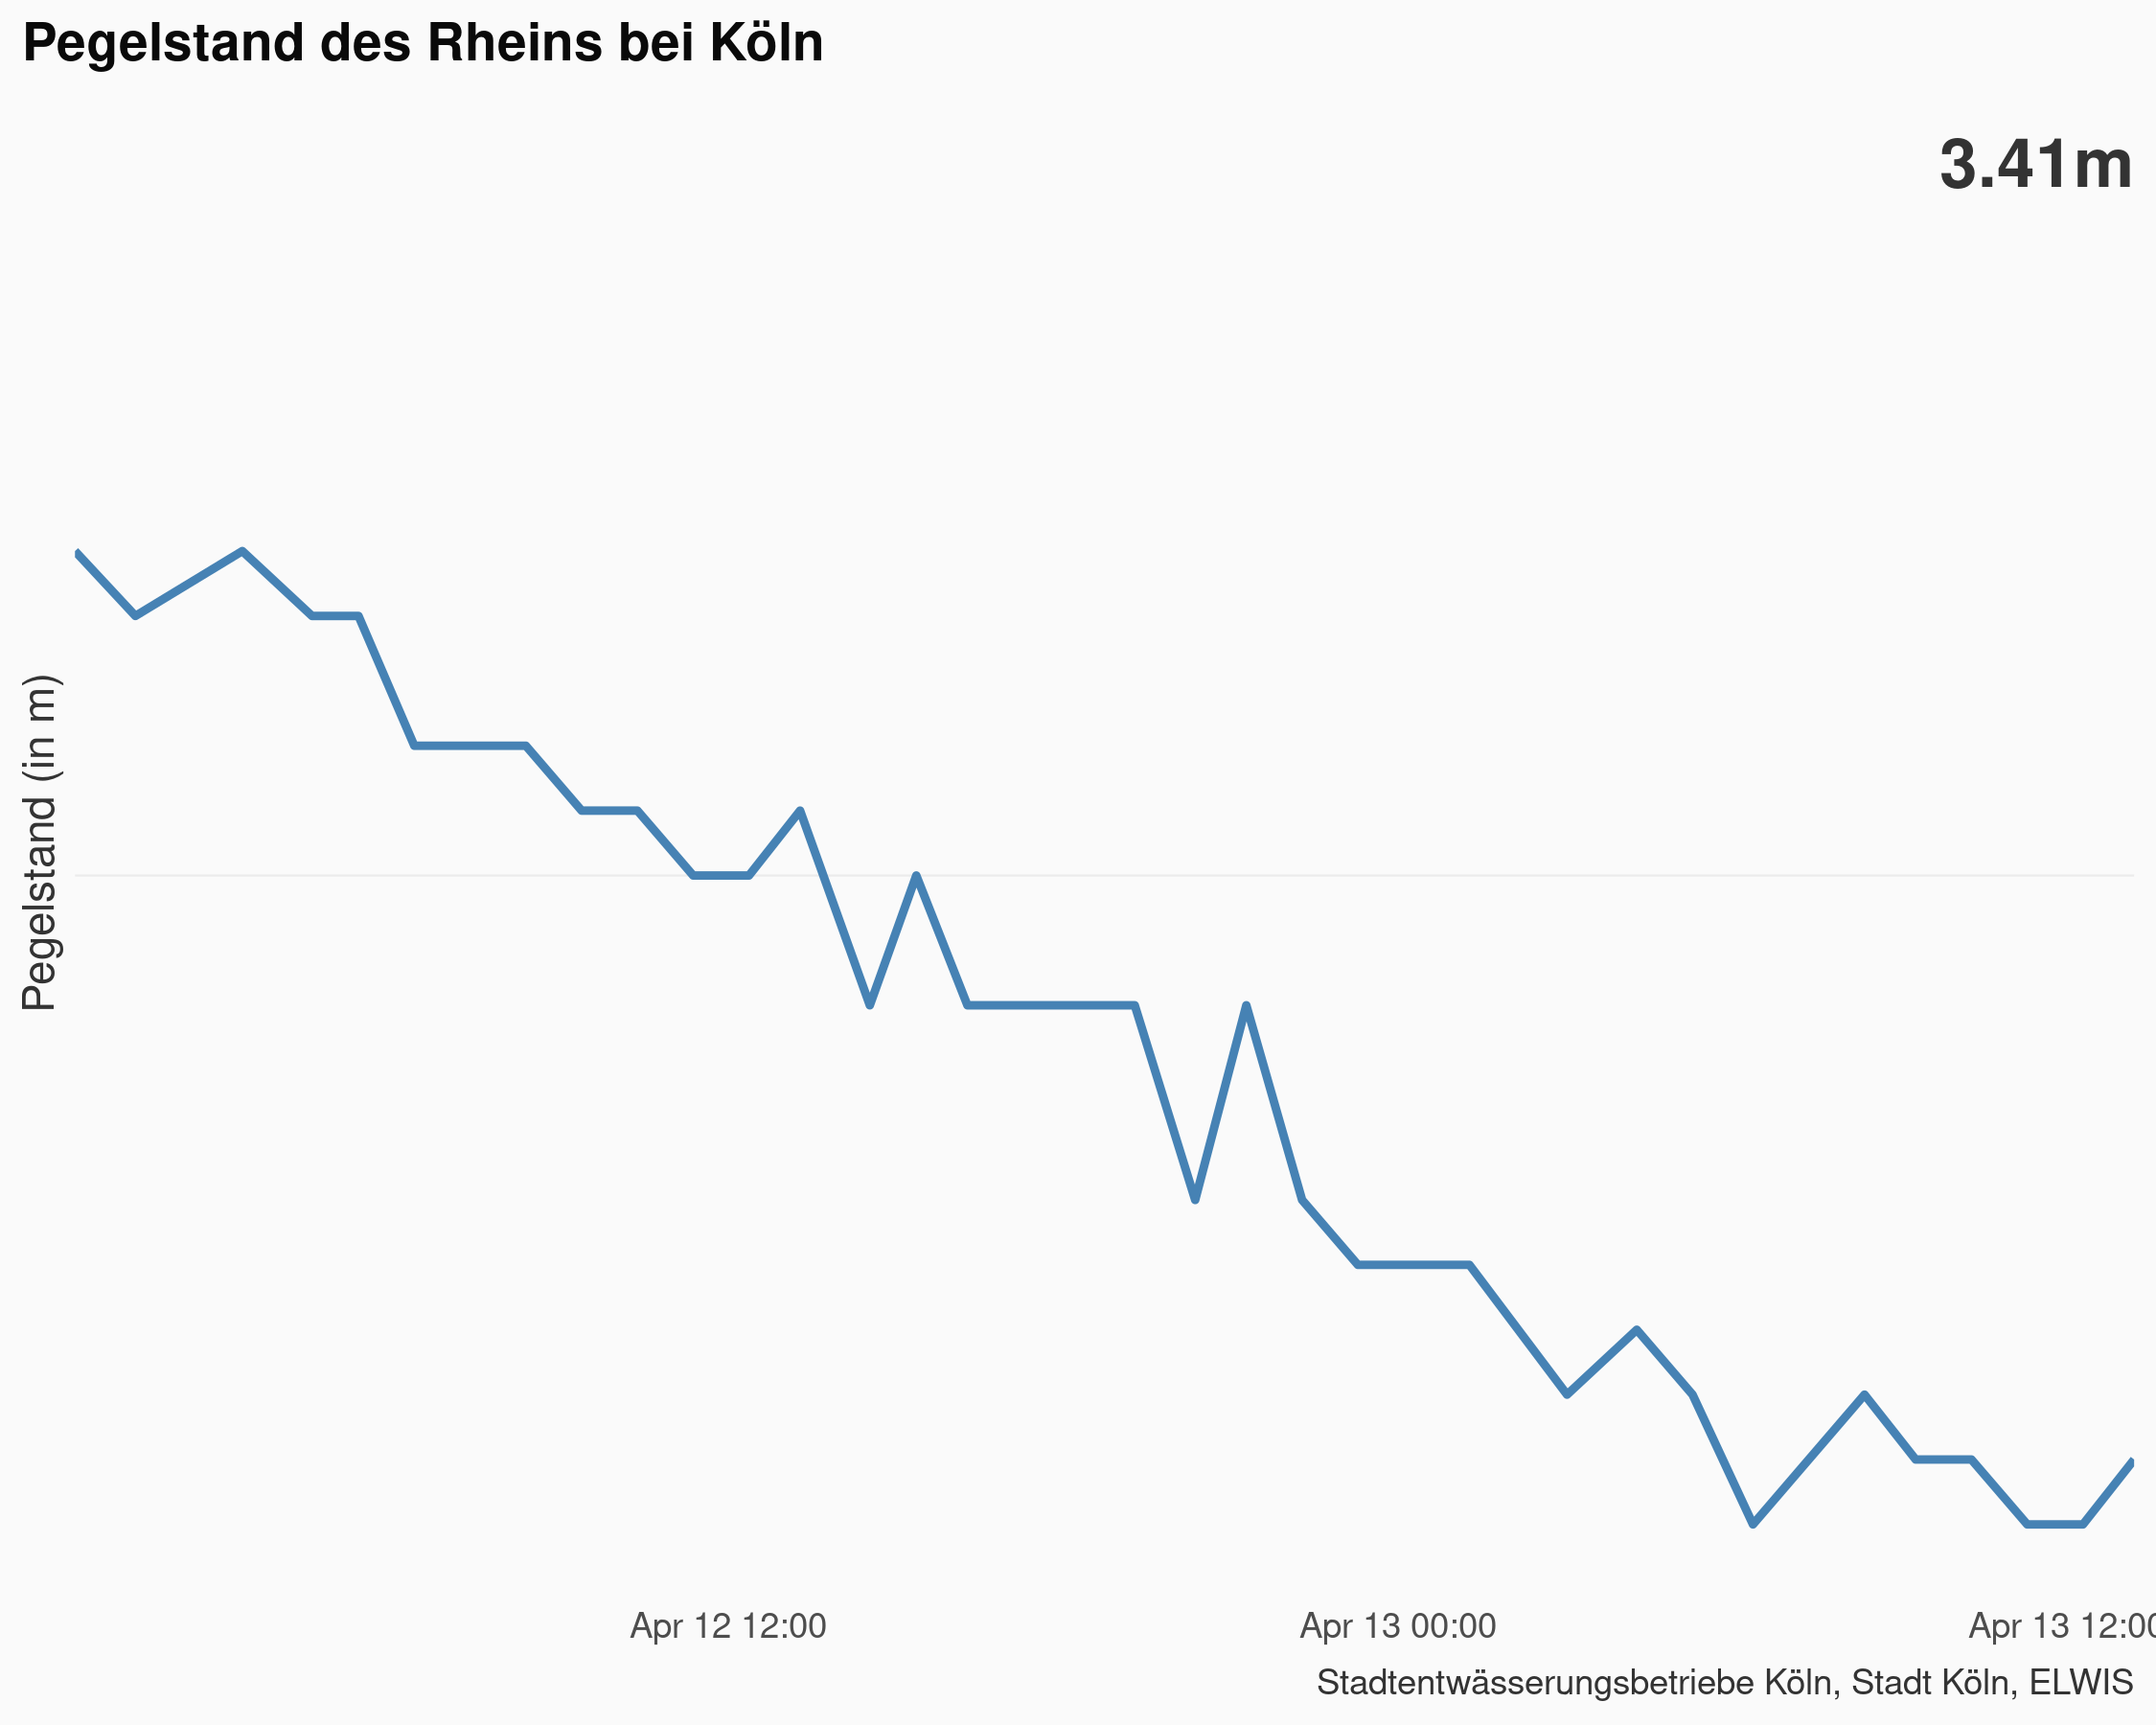 Pegelstand des Rheins bei Köln
3.41m
Pegelstand (in m)
Apr 12 12:00
Apr 13 00:00
Apr 13 12:00
Stadtentwässerungsbetriebe Köln, Stadt Köln, ELWIS